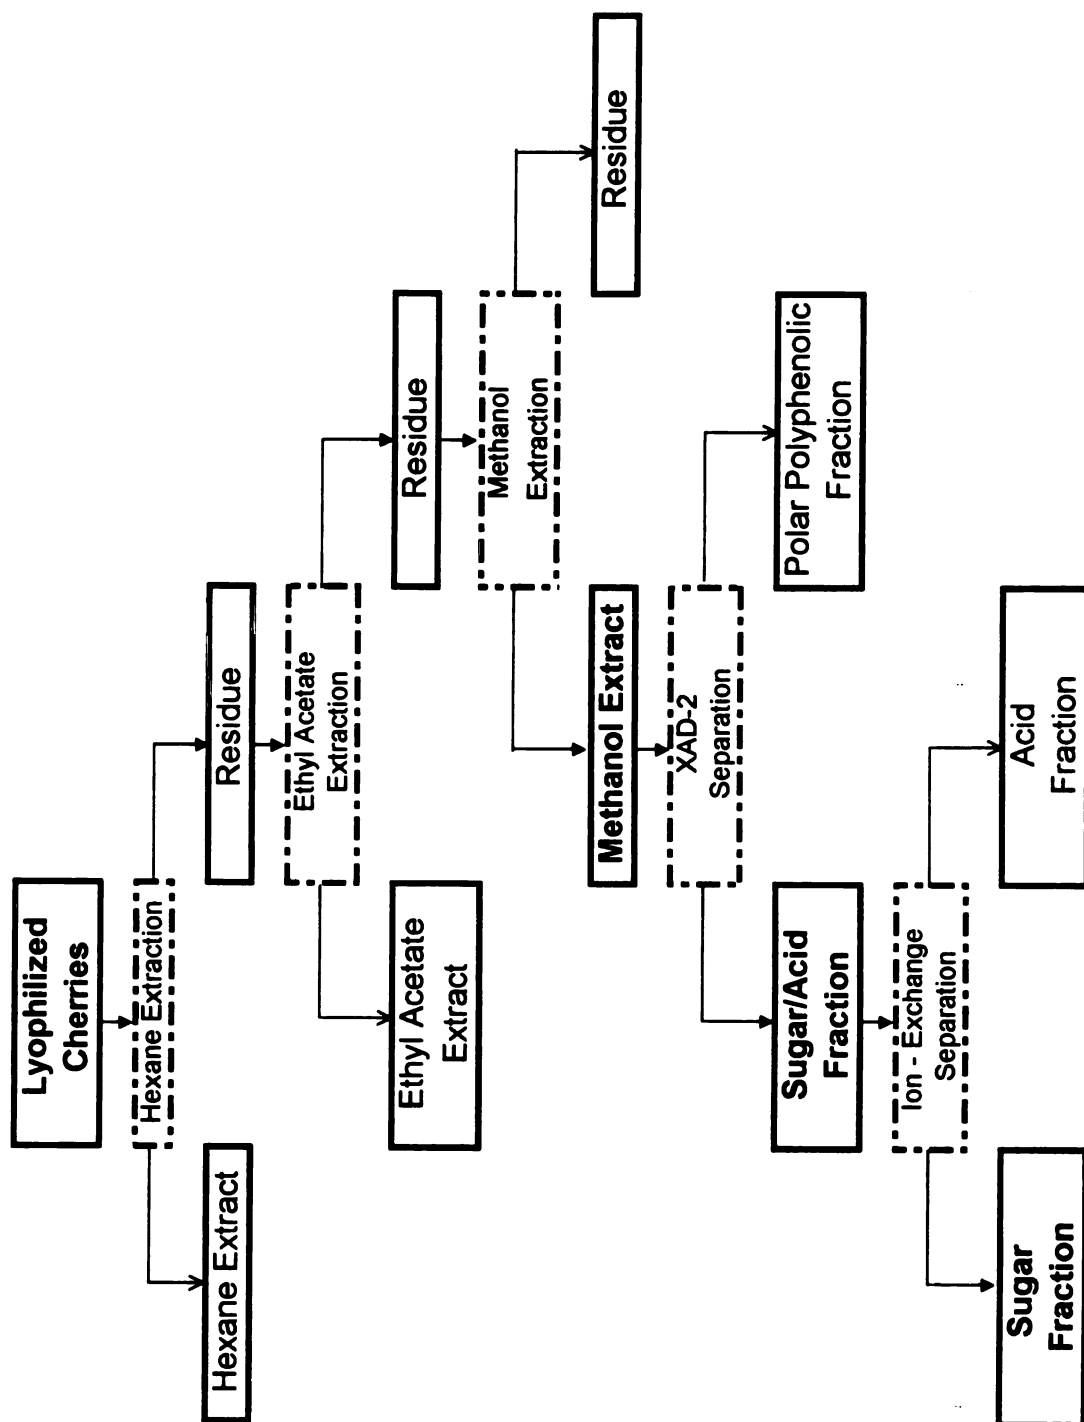 Lyophilized
Cherries
Hexane Extraction
Hexane Extract
Residue
Ethyl Acetate
Extraction
Ethyl Acetate
Extract
Residue
Methanol
Extraction
Methanol Extract
Residue
XAD-2
Separation
Sugar/Acid
Fraction
Polar Polyphenolic
Fraction
Ion - Exchange
Separation
Sugar
Fraction
Acid
Fraction